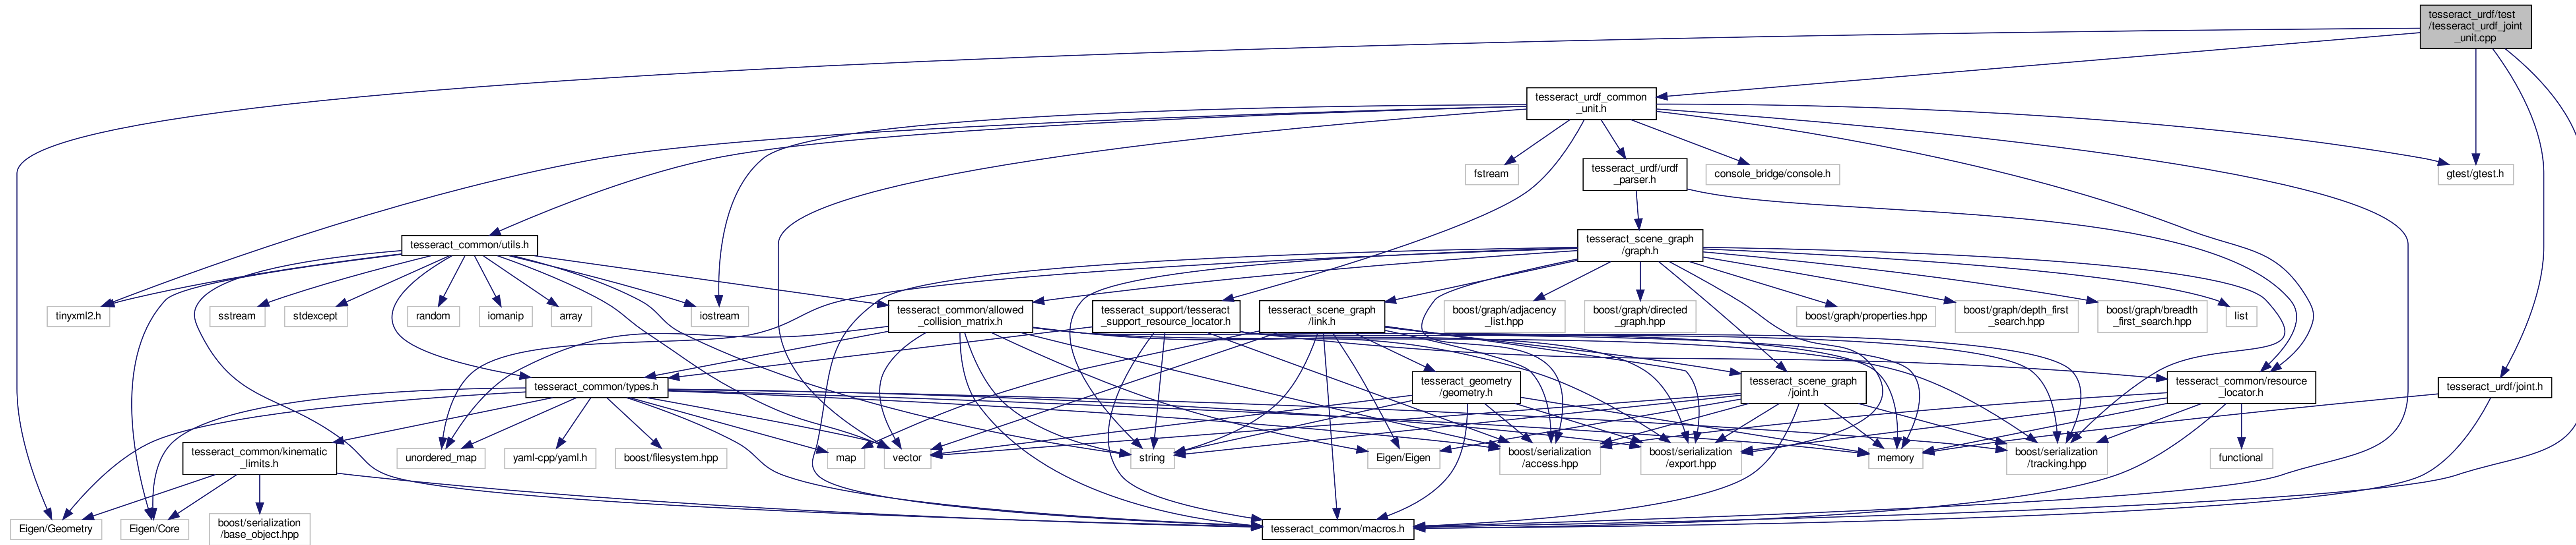 tesseract_urdf/test
/tesseract_urdf_joint
_unit.cpp
tesseract_urdf_common
_unit.h
fstream
tesseract_urdf/urdf
_parser.h
console_bridge/console.h
gtest/gtest.h
tesseract_common/utils.h
tesseract_scene_graph
/graph.h
tinyxml2.h
sstream
stdexcept
random
iomanip
array
iostream
tesseract_common/allowed
_collision_matrix.h
tesseract_support/tesseract
_support_resource_locator.h
tesseract_scene_graph
/link.h
boost/graph/adjacency
_list.hpp
boost/graph/directed
_graph.hpp
boost/graph/properties.hpp
boost/graph/depth_first
_search.hpp
boost/graph/breadth
_first_search.hpp
list
tesseract_common/types.h
tesseract_geometry
/geometry.h
tesseract_scene_graph
/joint.h
tesseract_common/resource
_locator.h
tesseract_urdf/joint.h
tesseract_common/kinematic
_limits.h
unordered_map
yaml-cpp/yaml.h
boost/filesystem.hpp
map
vector
string
Eigen/Eigen
boost/serialization
/access.hpp
boost/serialization
/export.hpp
memory
boost/serialization
/tracking.hpp
functional
Eigen/Geometry
Eigen/Core
boost/serialization
/base_object.hpp
tesseract_common/macros.h